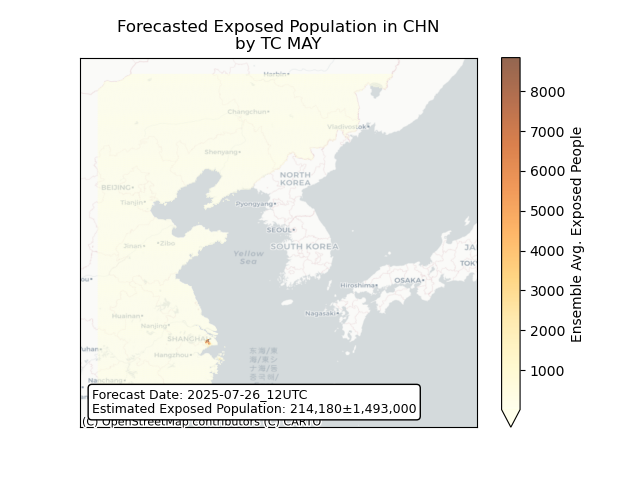 Forecasted Exposed Population in CHN
by TC MAY
Harbin
Changchun
Vladivostok
Shenyang
NORTH
KOREA
BEIJING
Tianjin
Pyongyang
SEOUL
Jinan
Zibo
SOUTH KOREA
Yellow
Sea
JA
TOKY
OSAKA
Hiroshima
Nagasaki
Huainan
Nanjing
SHANGHAI
Hangzhou
Wuhan
Nanchang
8000
7000
6000
5000
4000
3000
2000
1000
Ensemble Avg. Exposed People
Forecast Date: 2025-07-26_12UTC
Estimated Exposed Population: 214,180±1,493,000
(C) OpenStreetMap contributors (C) CARTO